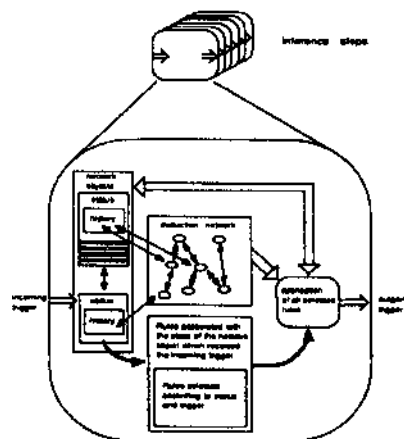 inference steps
network
object
status
history
deduction network
incoming
trigger
status
history
application
of all selected
rules
output
trigger
Rules associated with
the class of the network
object which received
the incoming trigger
Rules selected
according to status
and trigger